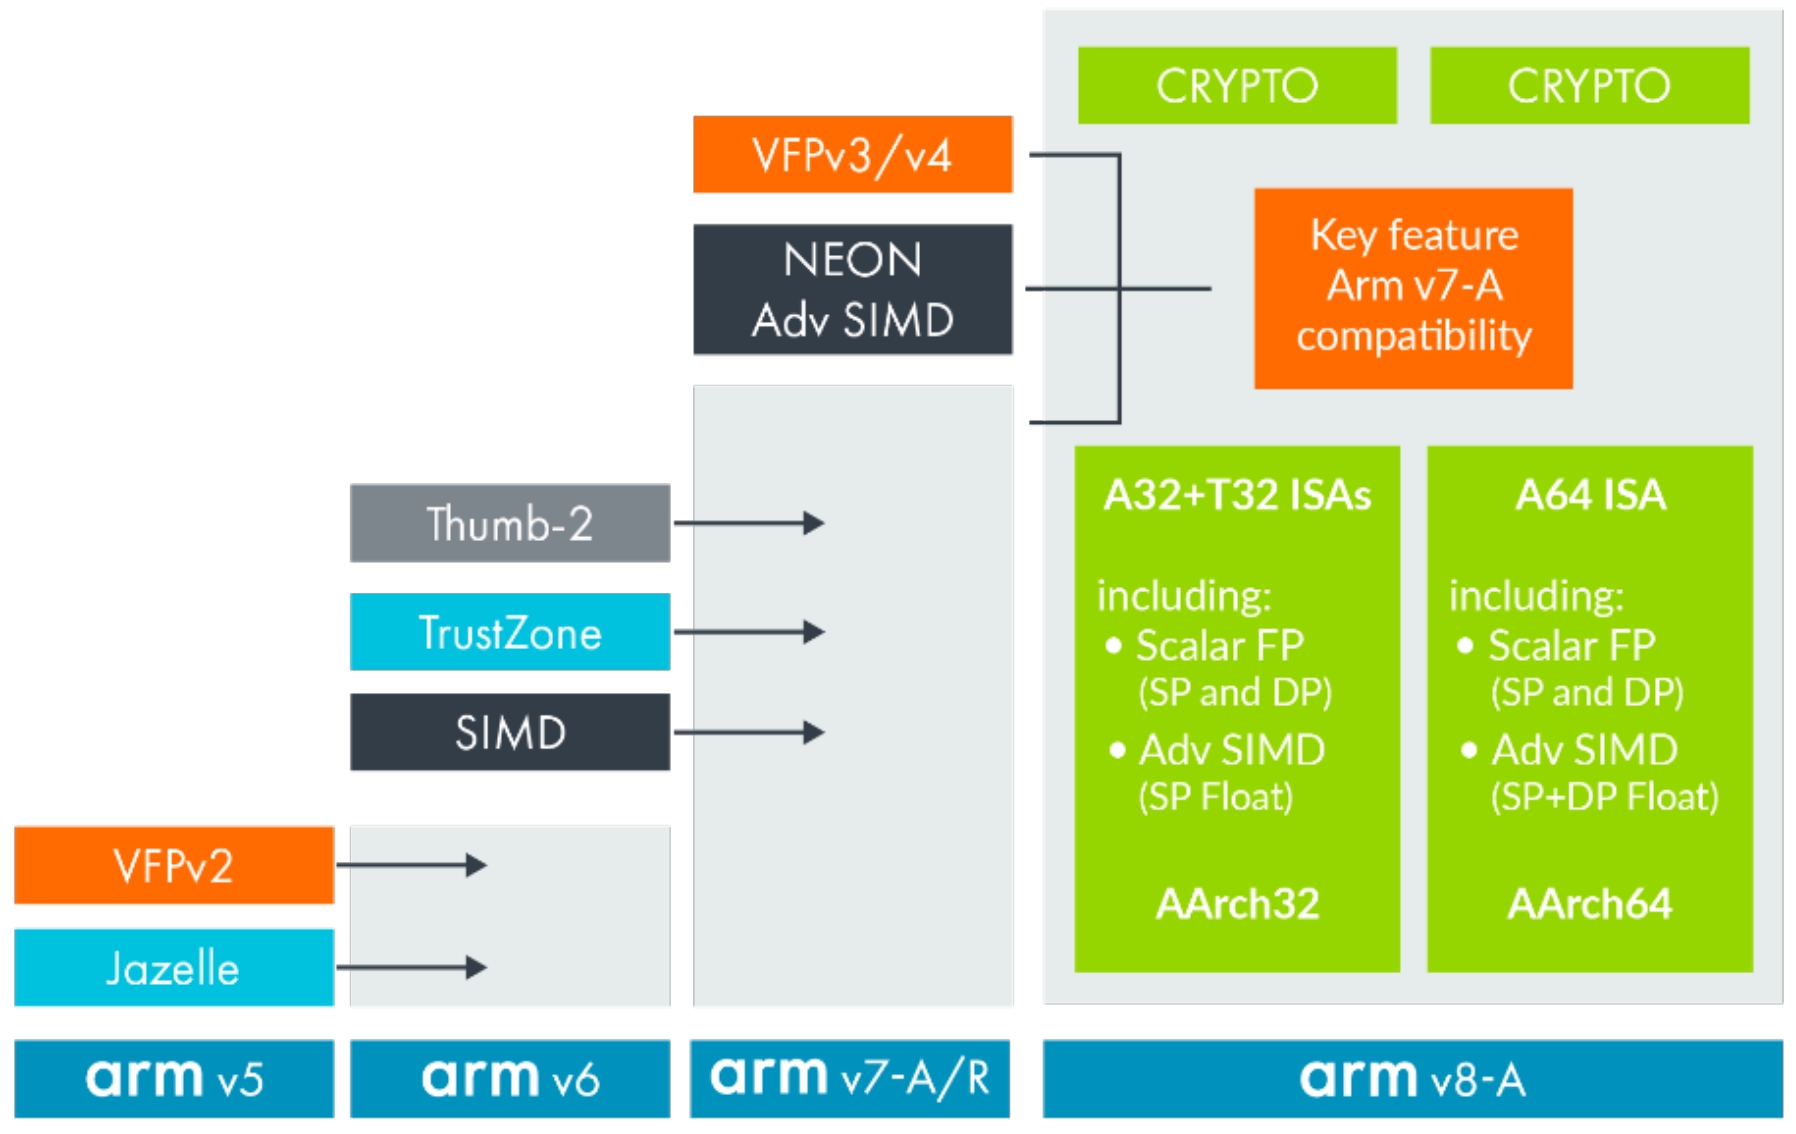 CRYPTO
CRYPTO
VFPv3/v4
NEON
Adv SIMD
Key feature
Arm v7-A
compatibility
Thumb-2
TrustZone
SIMD
VFPv2
Jazelle
A32+T32 ISAs
including:
• Scalar FP
(SP and DP)
• Adv SIMD
(SP Float)
AArch32
A64 ISA
including:
• Scalar FP
(SP and DP)
• Adv SIMD
(SP+DP Float)
AArch64
arm v5
arm v6
arm v7-A/R
arm v8-A